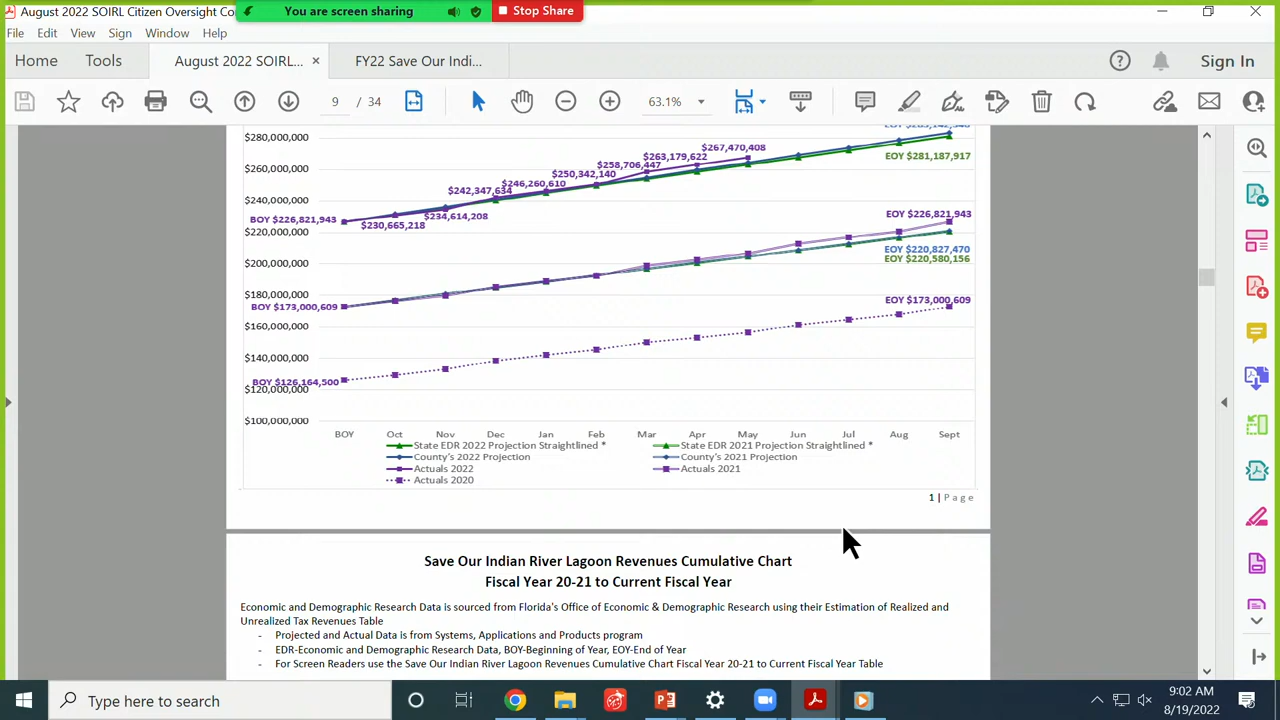 August 2022 SOIRL Citizen Oversight Co
You are screen sharing
Stop Share
File Edit View Sign Window Help
Home Tools August 2022 SOIRL... × FY22 Save Our Indi... Sign In
9 / 34 63.1%
$280,000,000
$267,470,408
$263,179,622
EOY $281,187,917
$258,706,447
$260,000,000
$250,342,140
$246,260,610
$242,347,634
$240,000,000
$234,614,208
BOY $226,821,943
$230,665,218
EOY $226,821,943
$220,000,000
EOY $220,827,470
EOY $220,580,156
$200,000,000
$180,000,000
EOY $173,000,609
BOY $173,000,609
$160,000,000
$140,000,000
BOY $126,164,500
$120,000,000
$100,000,000
BOY Oct Nov Dec Jan Feb Mar Apr May Jun Jul Aug Sept
State EDR 2022 Projection Straightlined * State EDR 2021 Projection Straightlined *
County's 2022 Projection County's 2021 Projection
Actuals 2022 Actuals 2021
Actuals 2020
1 | Page
Save Our Indian River Lagoon Revenues Cumulative Chart
Fiscal Year 20-21 to Current Fiscal Year
Economic and Demographic Research Data is sourced from Florida's Office of Economic & Demographic Research using their Estimation of Realized and
Unrealized Tax Revenues Table
- Projected and Actual Data is from Systems, Applications and Products program
- EDR-Economic and Demographic Research Data, BOY-Beginning of Year, EOY-End of Year
- For Screen Readers use the Save Our Indian River Lagoon Revenues Cumulative Chart Fiscal Year 20-21 to Current Fiscal Year Table
Type here to search
9:02 AM
8/19/2022